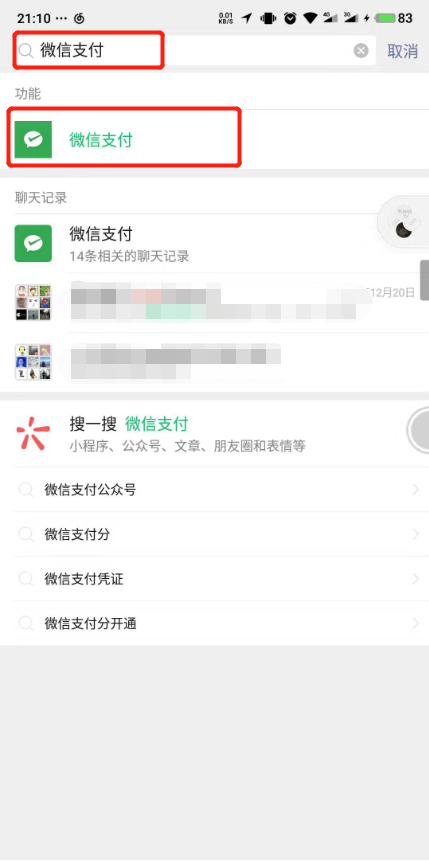 21:10 ··· 0.01 KB/S 4G 3G 83
微信支付 取消
功能
微信支付
聊天记录
微信支付
14条相关的聊天记录
12月20日
搜一搜 微信支付
小程序、公众号、文章、朋友圈和表情等
微信支付公众号
微信支付分
微信支付凭证
微信支付分开通